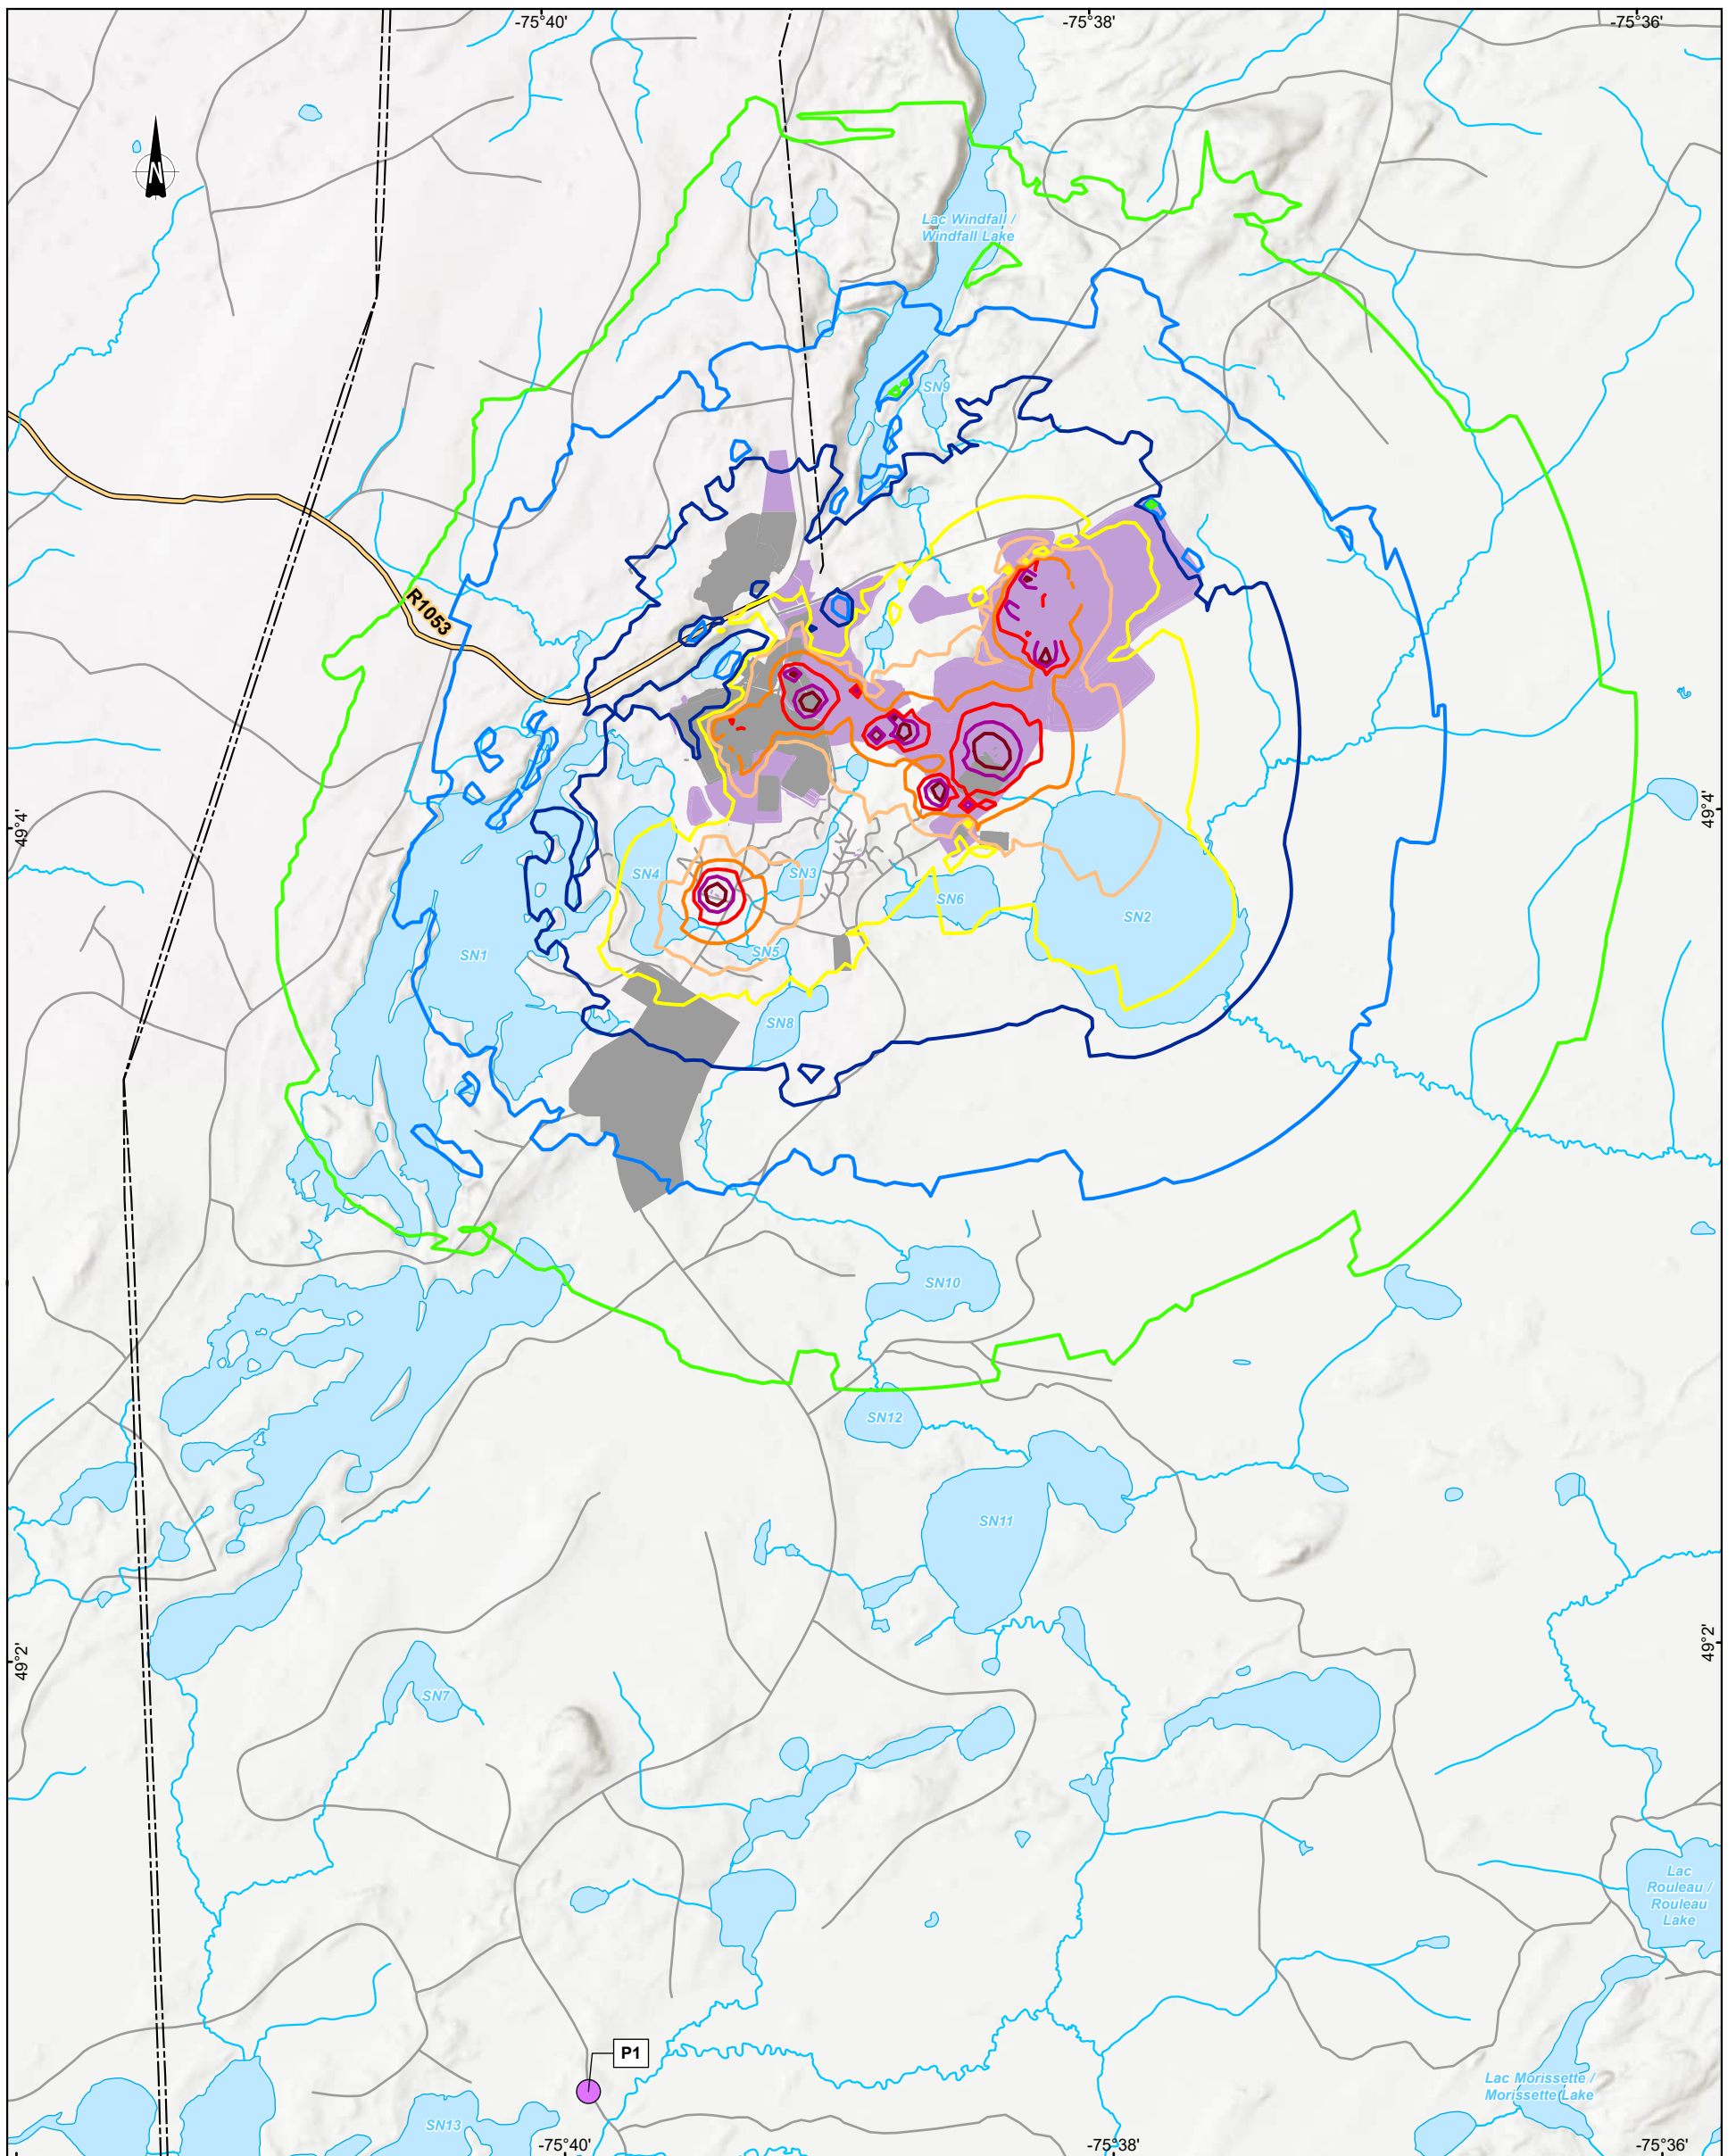 -75°40'
-75°38'
-75°36'
N
Lac Windfall /
Windfall Lake
SN9
R1053
49°4'
49°4'
SN4
SN3
SN6
SN2
SN5
SN1
SN8
SN10
SN12
SN11
49°2'
49°2'
SN7
Lac
Rouleau /
Rouleau
Lake
P1
Lac Morissette /
Morissette Lake
SN13
-75°40'
-75°38'
-75°36'